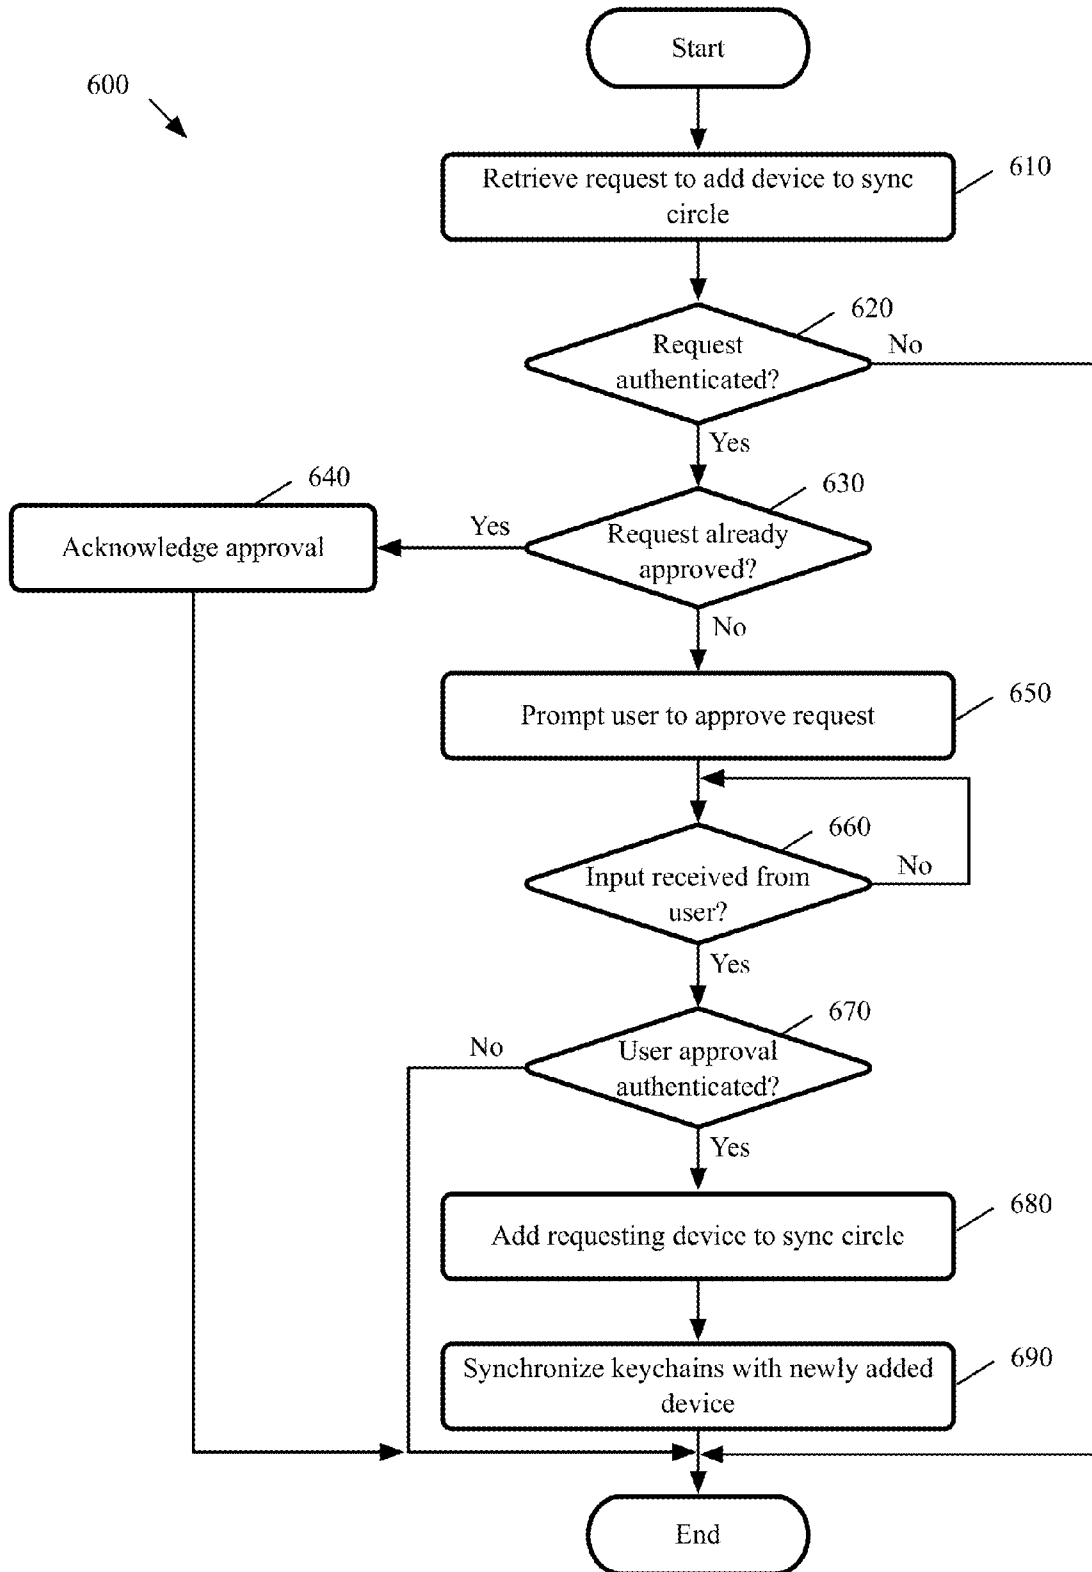 Start
600
Retrieve request to add device to sync
circle
610
620
Request
authenticated?
No
Yes
640
630
Acknowledge approval
Yes
Request already
approved?
No
650
Prompt user to approve request
660
Input received from
user?
No
Yes
670
No
User approval
authenticated?
Yes
680
Add requesting device to sync circle
690
Synchronize keychains with newly added
device
End